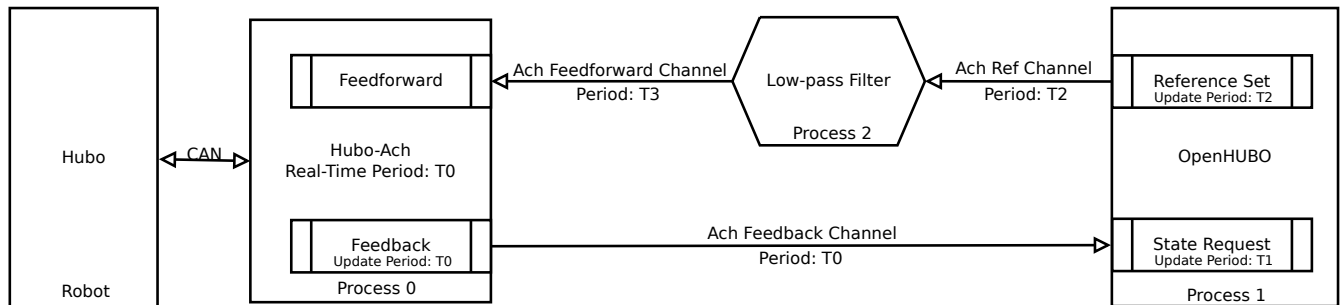 Hubo
Robot
CAN
Feedforward
Hubo-Ach
Real-Time Period: T0
Feedback
Update Period: T0
Process 0
Ach Feedforward Channel
Period: T3
Low-pass Filter
Process 2
Ach Ref Channel
Period: T2
Reference Set
Update Period: T2
OpenHUBO
Ach Feedback Channel
Period: T0
State Request
Update Period: T1
Process 1